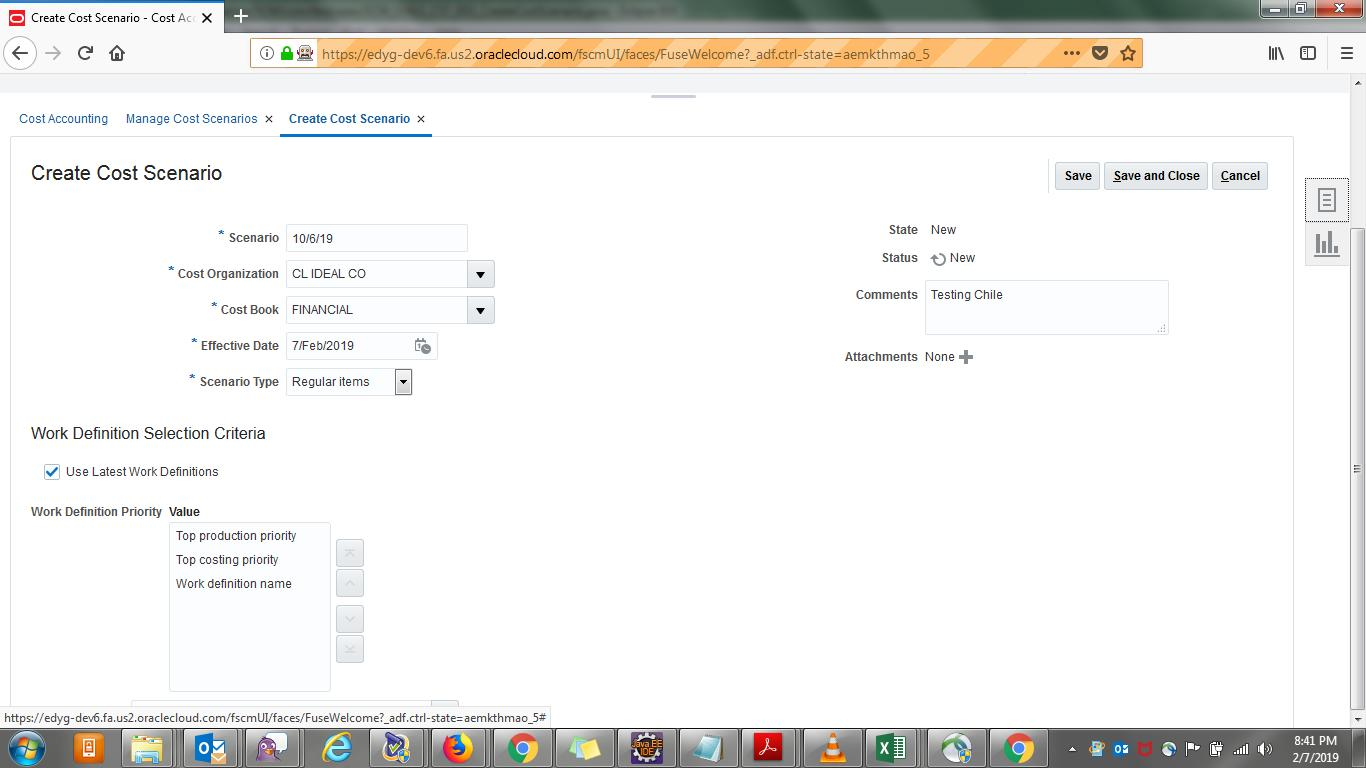 Create Cost Scenario - Cost Acc
https://edyg-dev6.fa.us2.oraclecloud.com/fscmUI/faces/FuseWelcome?_adf.ctrl-state=aemkthmao_5
Cost Accounting Manage Cost Scenarios × Create Cost Scenario ×
Create Cost Scenario
Save Save and Close Cancel
* Scenario 10/6/19
* Cost Organization CL IDEAL CO
* Cost Book FINANCIAL
* Effective Date 7/Feb/2019
* Scenario Type Regular items
State New
Status New
Comments Testing Chile
Attachments None
Work Definition Selection Criteria
Use Latest Work Definitions
Work Definition Priority Value
Top production priority
Top costing priority
Work definition name
https://edyg-dev6.fa.us2.oraclecloud.com/fscmUI/faces/FuseWelcome?_adf.ctrl-state=aemkthmao_5#
Java EE
IDE
8:41 PM
2/7/2019